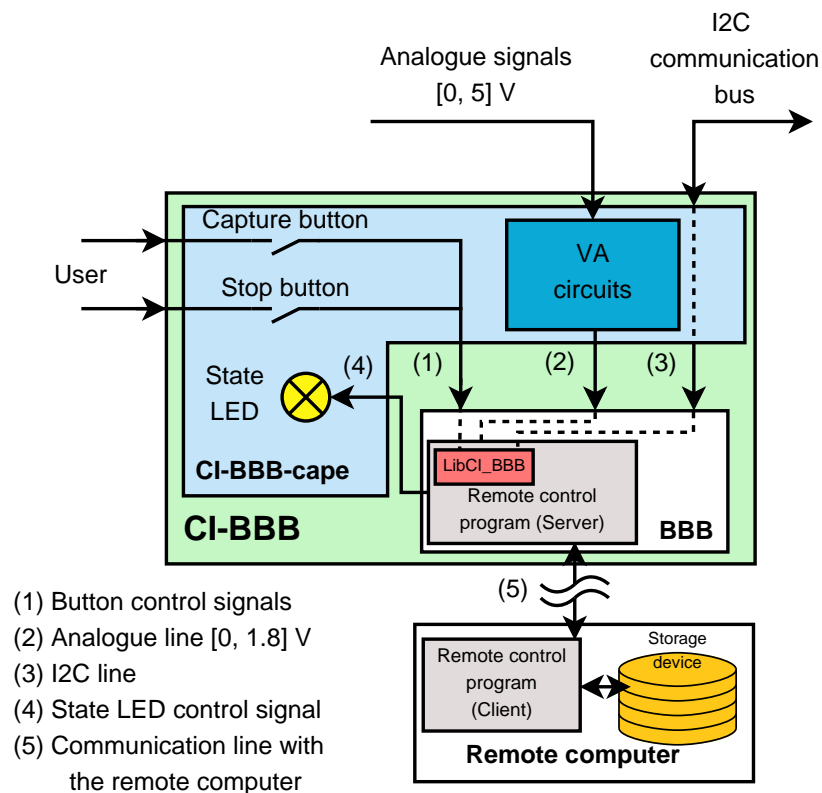 I2C
communication
bus
Analogue signals
[0, 5] V
Capture button
User
Stop button
VA
circuits
(4)
(1)
(2)
(3)
State
LED
CI-BBB-cape
LibCI_BBB
Remote control
program (Server)
BBB
CI-BBB
(5)
(1) Button control signals
(2) Analogue line [0, 1.8] V
(3) I2C line
(4) State LED control signal
(5) Communication line with
the remote computer
Remote control
program
(Client)
Storage
device
Remote computer